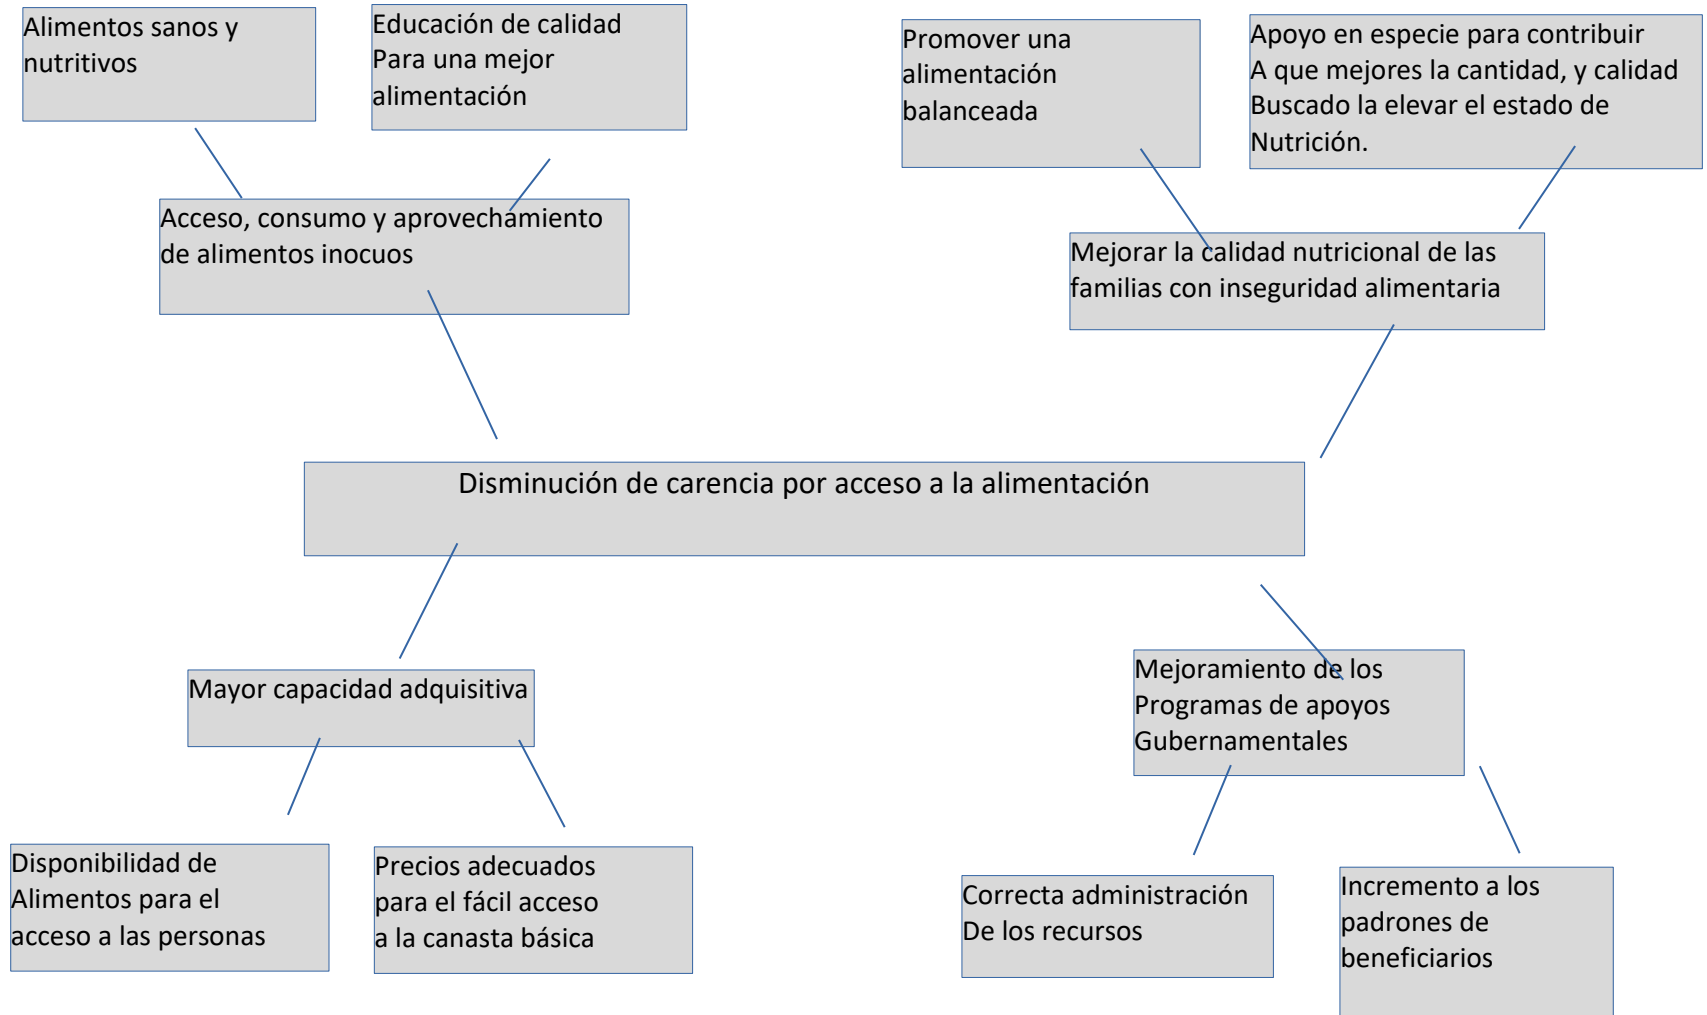 Alimentos sanos y
nutritivos
Educación de calidad
Para una mejor
alimentación
Promover una
alimentación
balanceada
Apoyo en especie para contribuir
A que mejores la cantidad, y calidad
Buscado la elevar el estado de
Nutrición.
Acceso, consumo y aprovechamiento
de alimentos inocuos
Mejorar la calidad nutricional de las
familias con inseguridad alimentaria
Disminución de carencia por acceso a la alimentación
Mayor capacidad adquisitiva
Mejoramiento de los
Programas de apoyos
Gubernamentales
Disponibilidad de
Alimentos para el
acceso a las personas
Precios adecuados
para el fácil acceso
a la canasta básica
Correcta administración
De los recursos
Incremento a los
padrones de
beneficiarios